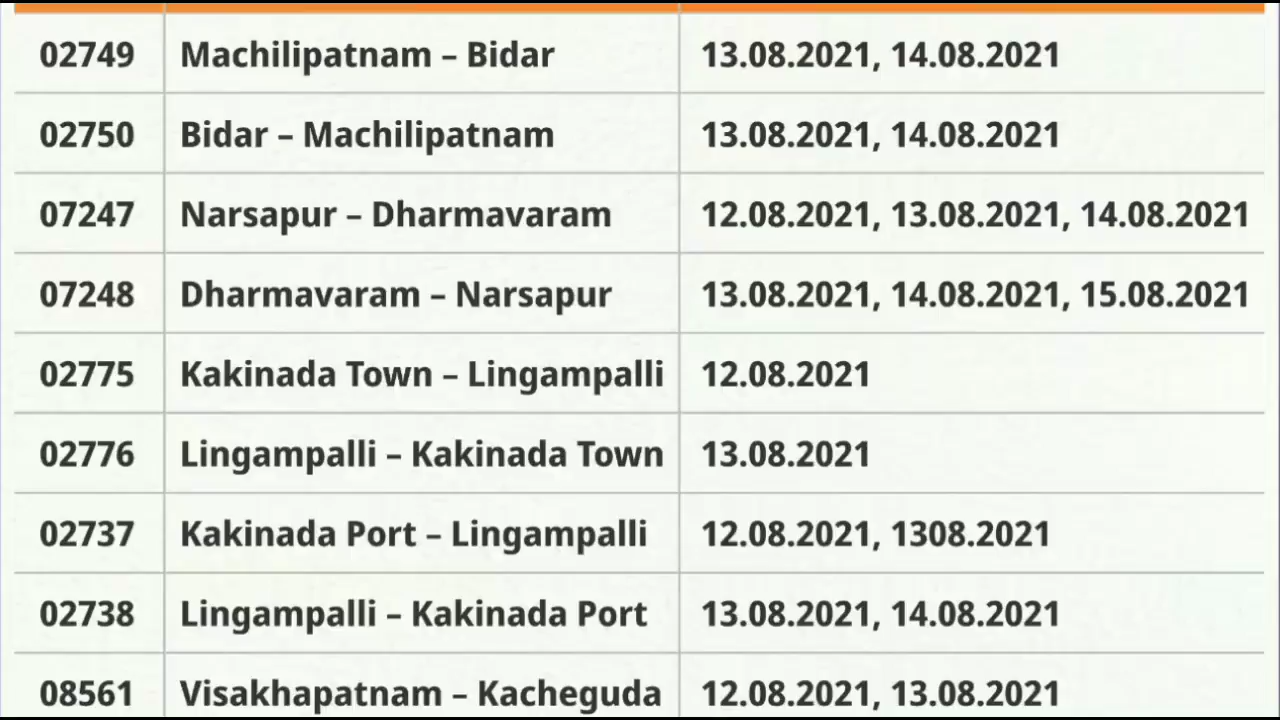 02749 Machilipatnam – Bidar 13.08.2021, 14.08.2021
02750 Bidar – Machilipatnam 13.08.2021, 14.08.2021
07247 Narsapur – Dharmavaram 12.08.2021, 13.08.2021, 14.08.2021
07248 Dharmavaram – Narsapur 13.08.2021, 14.08.2021, 15.08.2021
02775 Kakinada Town – Lingampalli 12.08.2021
02776 Lingampalli – Kakinada Town 13.08.2021
02737 Kakinada Port – Lingampalli 12.08.2021, 1308.2021
02738 Lingampalli – Kakinada Port 13.08.2021, 14.08.2021
08561 Visakhapatnam – Kacheguda 12.08.2021, 13.08.2021